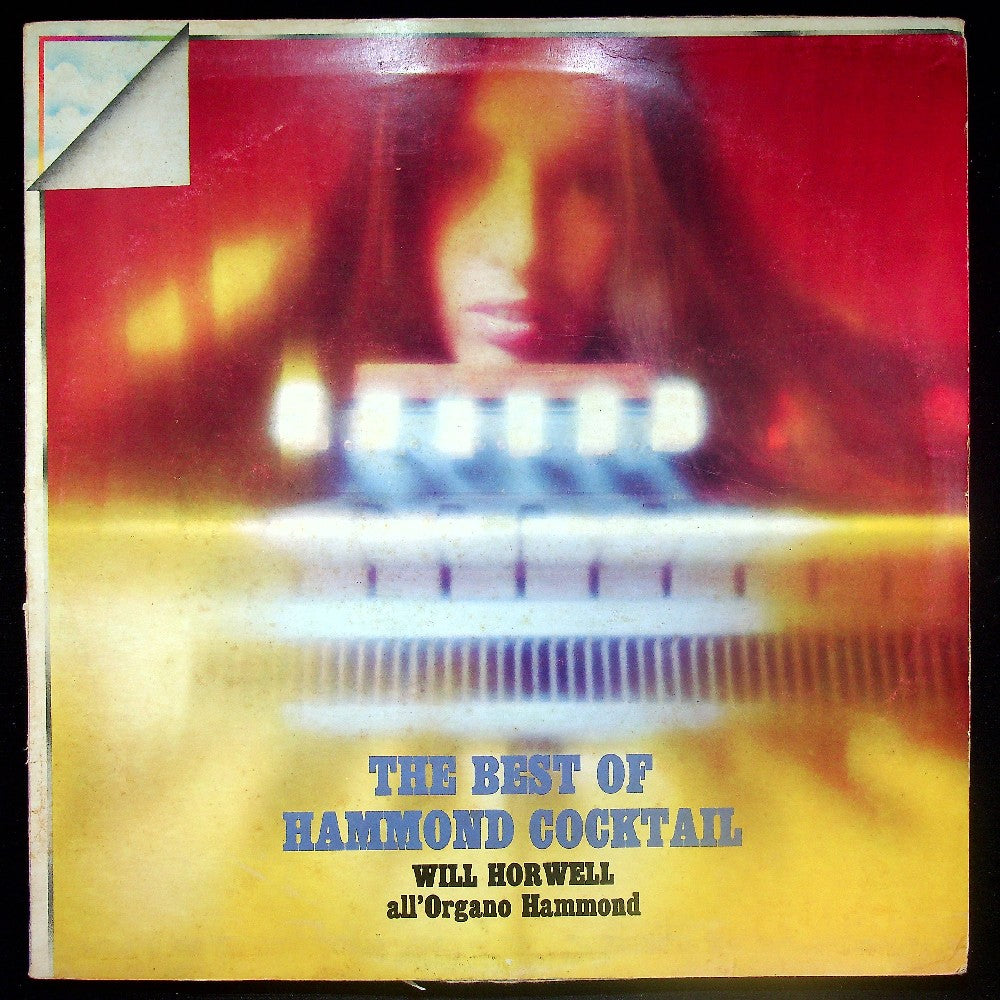 THE BEST OF
HAMMOND COCKTAIL
WILL HORWELL
all'Organo Hammond